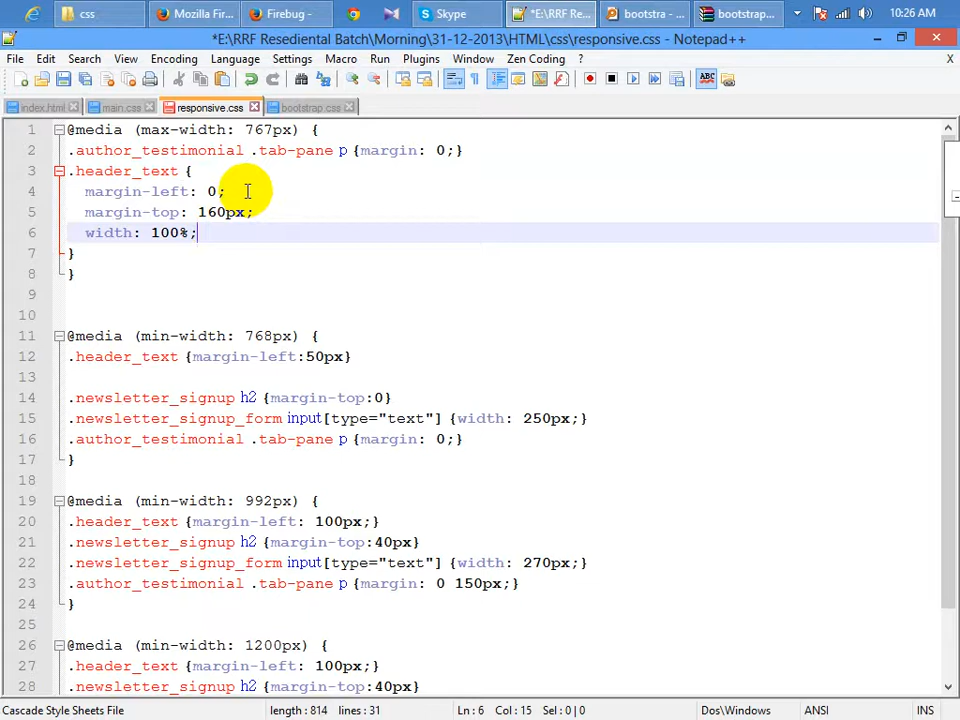 css
Mozilla Fir...
Firebug -
Skype
*E:\RRF Re...
bootstra - ...
bootstrap...
10:26 AM
*E:\RRF Resediental Batch\Morning\31-12-2013\HTML\css\responsive.css - Notepad++
File Edit Search View Encoding Language Settings Macro Run Plugins Window Zen Coding ? X
index.html main.css responsive.css bootstrap.css
1 @media (max-width: 767px) {
2 .author_testimonial .tab-pane p {margin: 0;}
3 .header_text {
4 margin-left: 0;
5 margin-top: 160px;
6 width: 100%;
7 }
8 }
9
10
11 @media (min-width: 768px) {
12 .header_text {margin-left:50px}
13
14 .newsletter_signup h2 {margin-top:0}
15 .newsletter_signup_form input[type="text"] {width: 250px;}
16 .author_testimonial .tab-pane p {margin: 0;}
17 }
18
19 @media (min-width: 992px) {
20 .header_text {margin-left: 100px;}
21 .newsletter_signup h2 {margin-top:40px}
22 .newsletter_signup_form input[type="text"] {width: 270px;}
23 .author_testimonial .tab-pane p {margin: 0 150px;}
24 }
25
26 @media (min-width: 1200px) {
27 .header_text {margin-left: 100px;}
28 .newsletter_signup h2 {margin-top:40px}
Cascade Style Sheets File length : 814 lines : 31 Ln : 6 Col : 15 Sel : 0 | 0 Dos\Windows ANSI INS